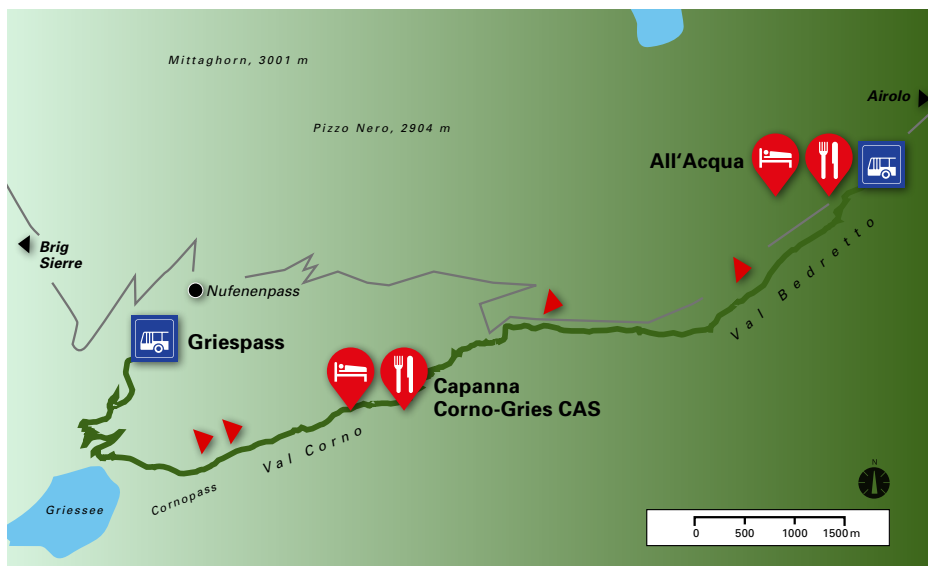 Mittaghorn, 3001 m
Pizzo Nero, 2904 m
Airolo
All‘Acqua
Brig
Sierre
Nufenenpass
Val Bedretto
Griespass
Capanna
Corno-Gries CAS
Val Corno
Cornopass
Griessee
N
0 500 1000 1500 m